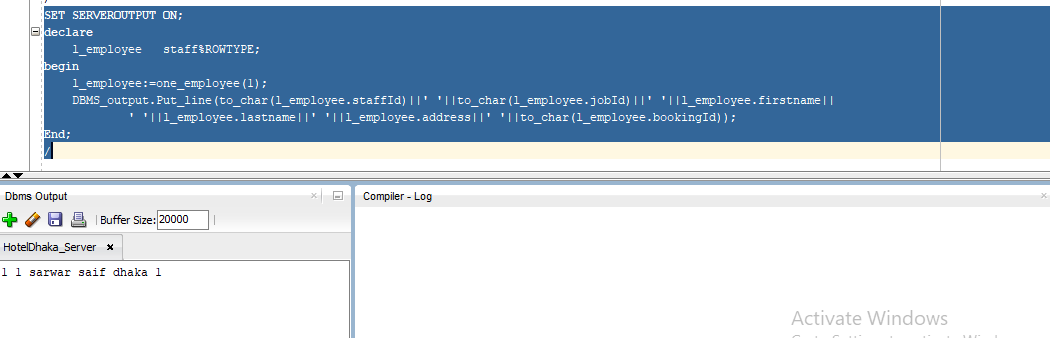 SET SERVEROUTPUT ON;
declare
l_employee staff%ROWTYPE;
begin
l_employee:=one_employee(1);
DBMS_output.Put_line(to_char(l_employee.staffId)||' '||to_char(l_employee.jobId)||' '||l_employee.firstname||
' '||l_employee.lastname||' '||l_employee.address||' '||to_char(l_employee.bookingId));
End;
/
Dbms Output
Compiler - Log
Buffer Size: 20000
HotelDhaka_Server
1 1 sarwar saif dhaka 1
Activate Windows